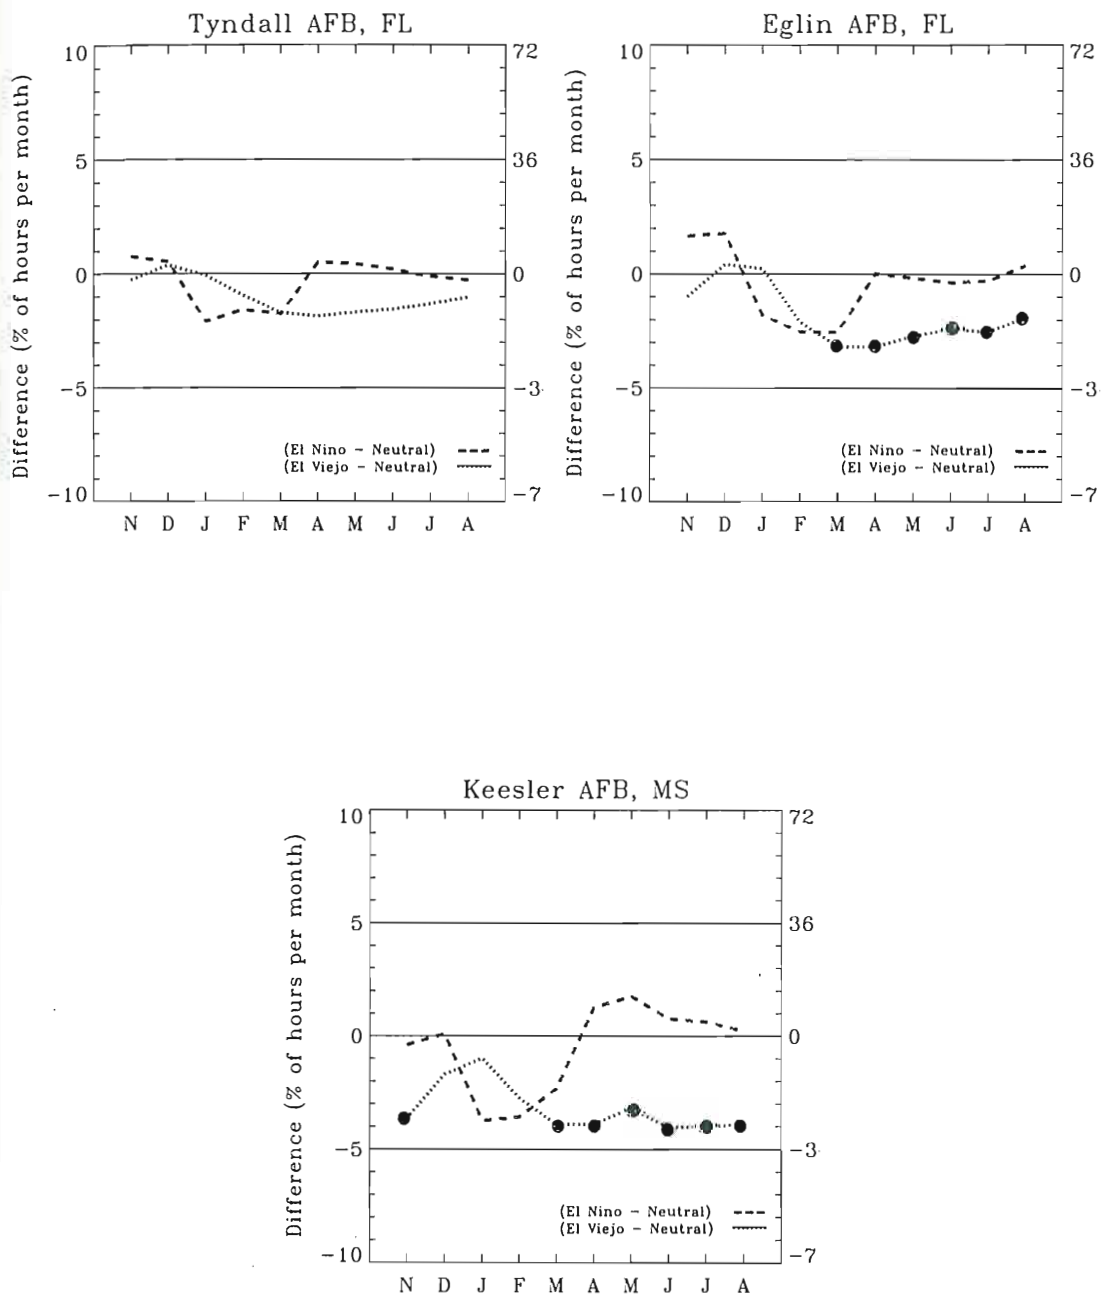 Tyndall AFB, FL
10
72
5
36
0
0
−5
−3
−10
−7
Difference (% of hours per month)
(El Nino − Neutral)
(El Viejo − Neutral)
N D J F M A M J J A
Eglin AFB, FL
10
72
5
36
0
0
−5
−3
−10
−7
Difference (% of hours per month)
(El Nino − Neutral)
(El Viejo − Neutral)
N D J F M A M J J A
Keesler AFB, MS
10
72
5
36
0
0
−5
−3
−10
−7
Difference (% of hours per month)
(El Nino − Neutral)
(El Viejo − Neutral)
N D J F M A M J J A